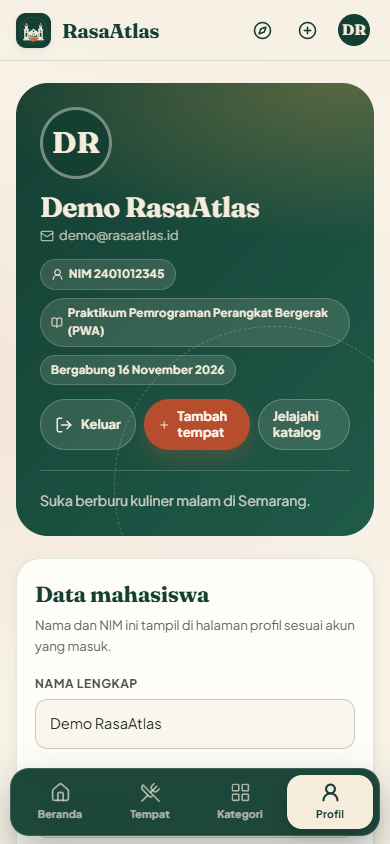 RasaAtlas
DR
DR
Demo RasaAtlas
demo@rasaatlas.id
NIM 2401012345
Praktikum Pemrograman Perangkat Bergerak
(PWA)
Bergabung 16 November 2026
Keluar
Tambah
tempat
Jelajahi
katalog
Suka berburu kuliner malam di Semarang.
Data mahasiswa
Nama dan NIM ini tampil di halaman profil sesuai akun
yang masuk.
NAMA LENGKAP
Demo RasaAtlas
Beranda
Tempat
Kategori
Profil